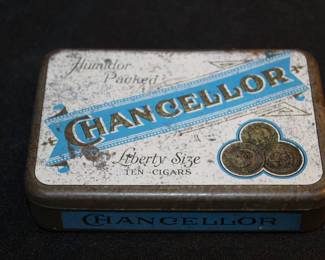 Humidor
Packed
CHANCELLOR
Liberty Size
TEN CIGARS
CHANCELLOR